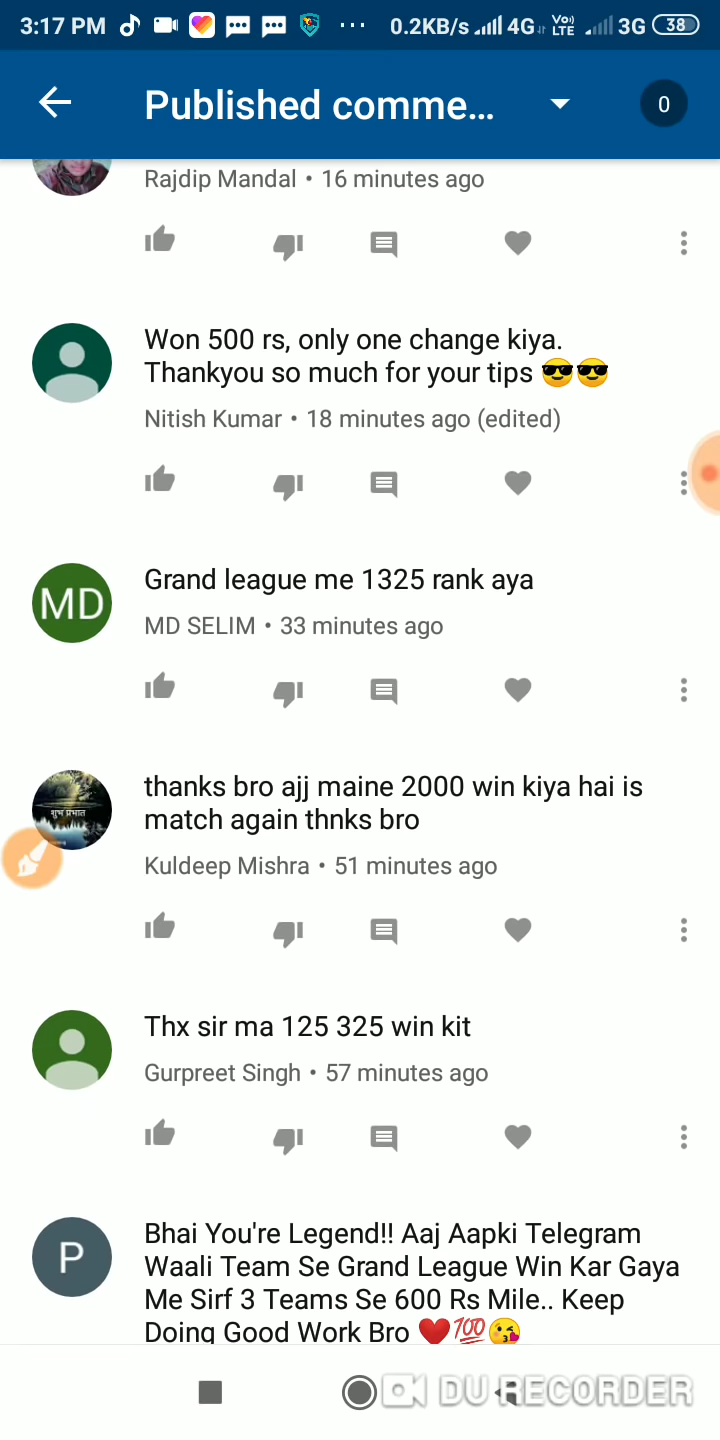 3:17 PM ... 0.2KB/s 4G Vo) LTE 3G 38
Published comme... 0
Rajdip Mandal • 16 minutes ago
Won 500 rs, only one change kiya.
Thankyou so much for your tips 😎😎
Nitish Kumar • 18 minutes ago (edited)
MD
Grand league me 1325 rank aya
MD SELIM • 33 minutes ago
शुभ प्रभात
thanks bro ajj maine 2000 win kiya hai is
match again thnks bro
Kuldeep Mishra • 51 minutes ago
Thx sir ma 125 325 win kit
Gurpreet Singh • 57 minutes ago
P
Bhai You're Legend!! Aaj Aapki Telegram
Waali Team Se Grand League Win Kar Gaya
Me Sirf 3 Teams Se 600 Rs Mile.. Keep
Doing Good Work Bro ❤️💯😘
DU RECORDER